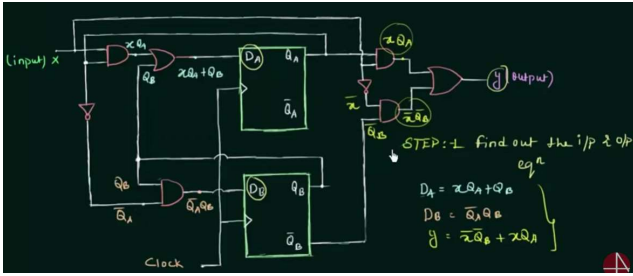 (input) x
xQA
QB
xQA+QB
DA
QA
Q̅A
xQA
x̅
x̅Q̅B
Q̅B
y (output)
STEP:-1 find out the i/p & o/p
eqⁿ
DA = xQA+QB
DB = Q̅AQB
y = x̅Q̅B + xQA
QB
Q̅A
Q̅AQB
DB
QB
Q̅B
Clock